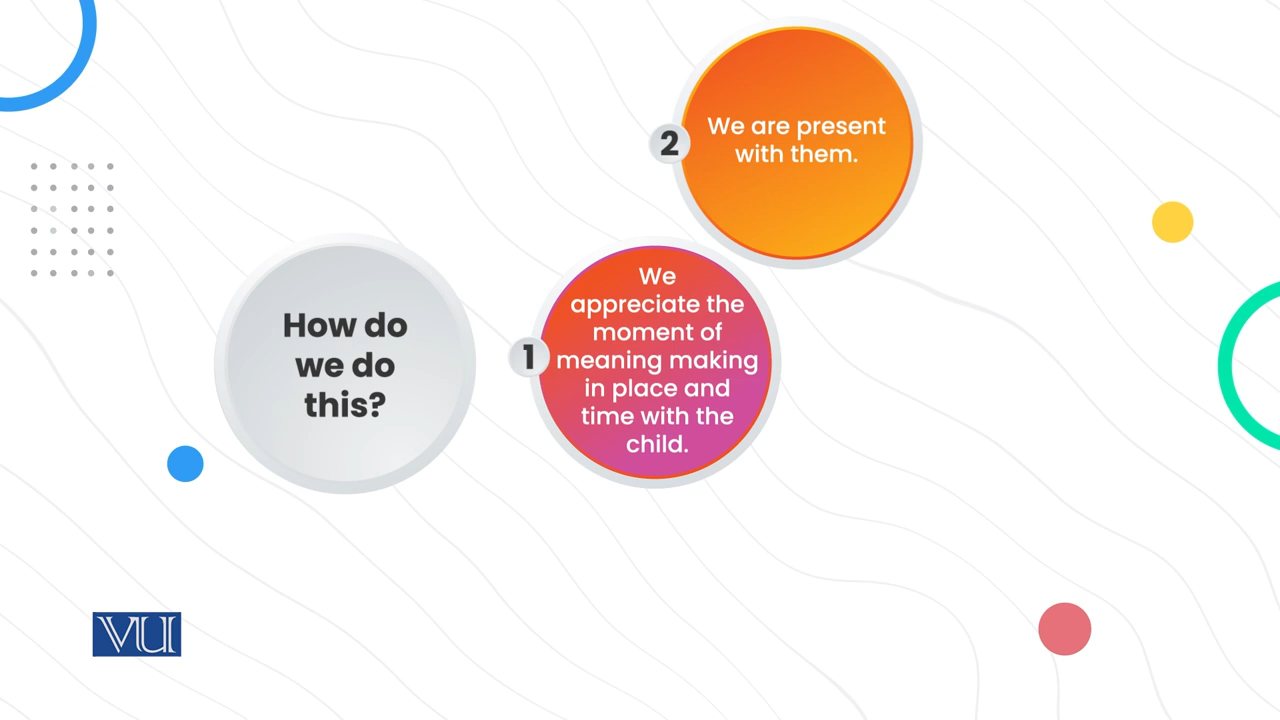 How do
we do
this?
1
We
appreciate the
moment of
meaning making
in place and
time with the
child.
2
We are present
with them.
VU